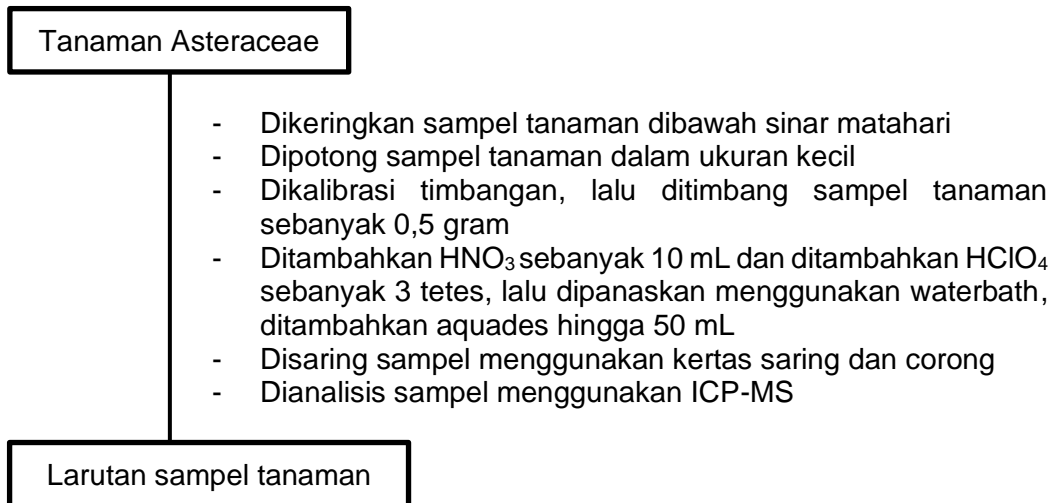 Tanaman Asteraceae
- Dikeringkan sampel tanaman dibawah sinar matahari
- Dipotong sampel tanaman dalam ukuran kecil
- Dikalibrasi timbangan, lalu ditimbang sampel tanaman
sebanyak 0,5 gram
- Ditambahkan HNO₃ sebanyak 10 mL dan ditambahkan HClO₄
sebanyak 3 tetes, lalu dipanaskan menggunakan waterbath,
ditambahkan aquades hingga 50 mL
- Disaring sampel menggunakan kertas saring dan corong
- Dianalisis sampel menggunakan ICP-MS
Larutan sampel tanaman